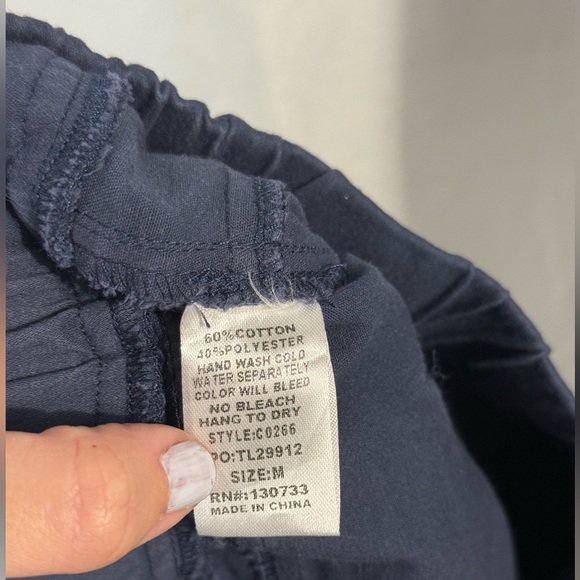 60%COTTON
40%POLYESTER
HAND WASH COLD
WATER SEPARATELY
COLOR WILL BLEED
NO BLEACH
HANG TO DRY
STYLE:C0266
PO:TL29912
SIZE:M
RN#:130733
MADE IN CHINA